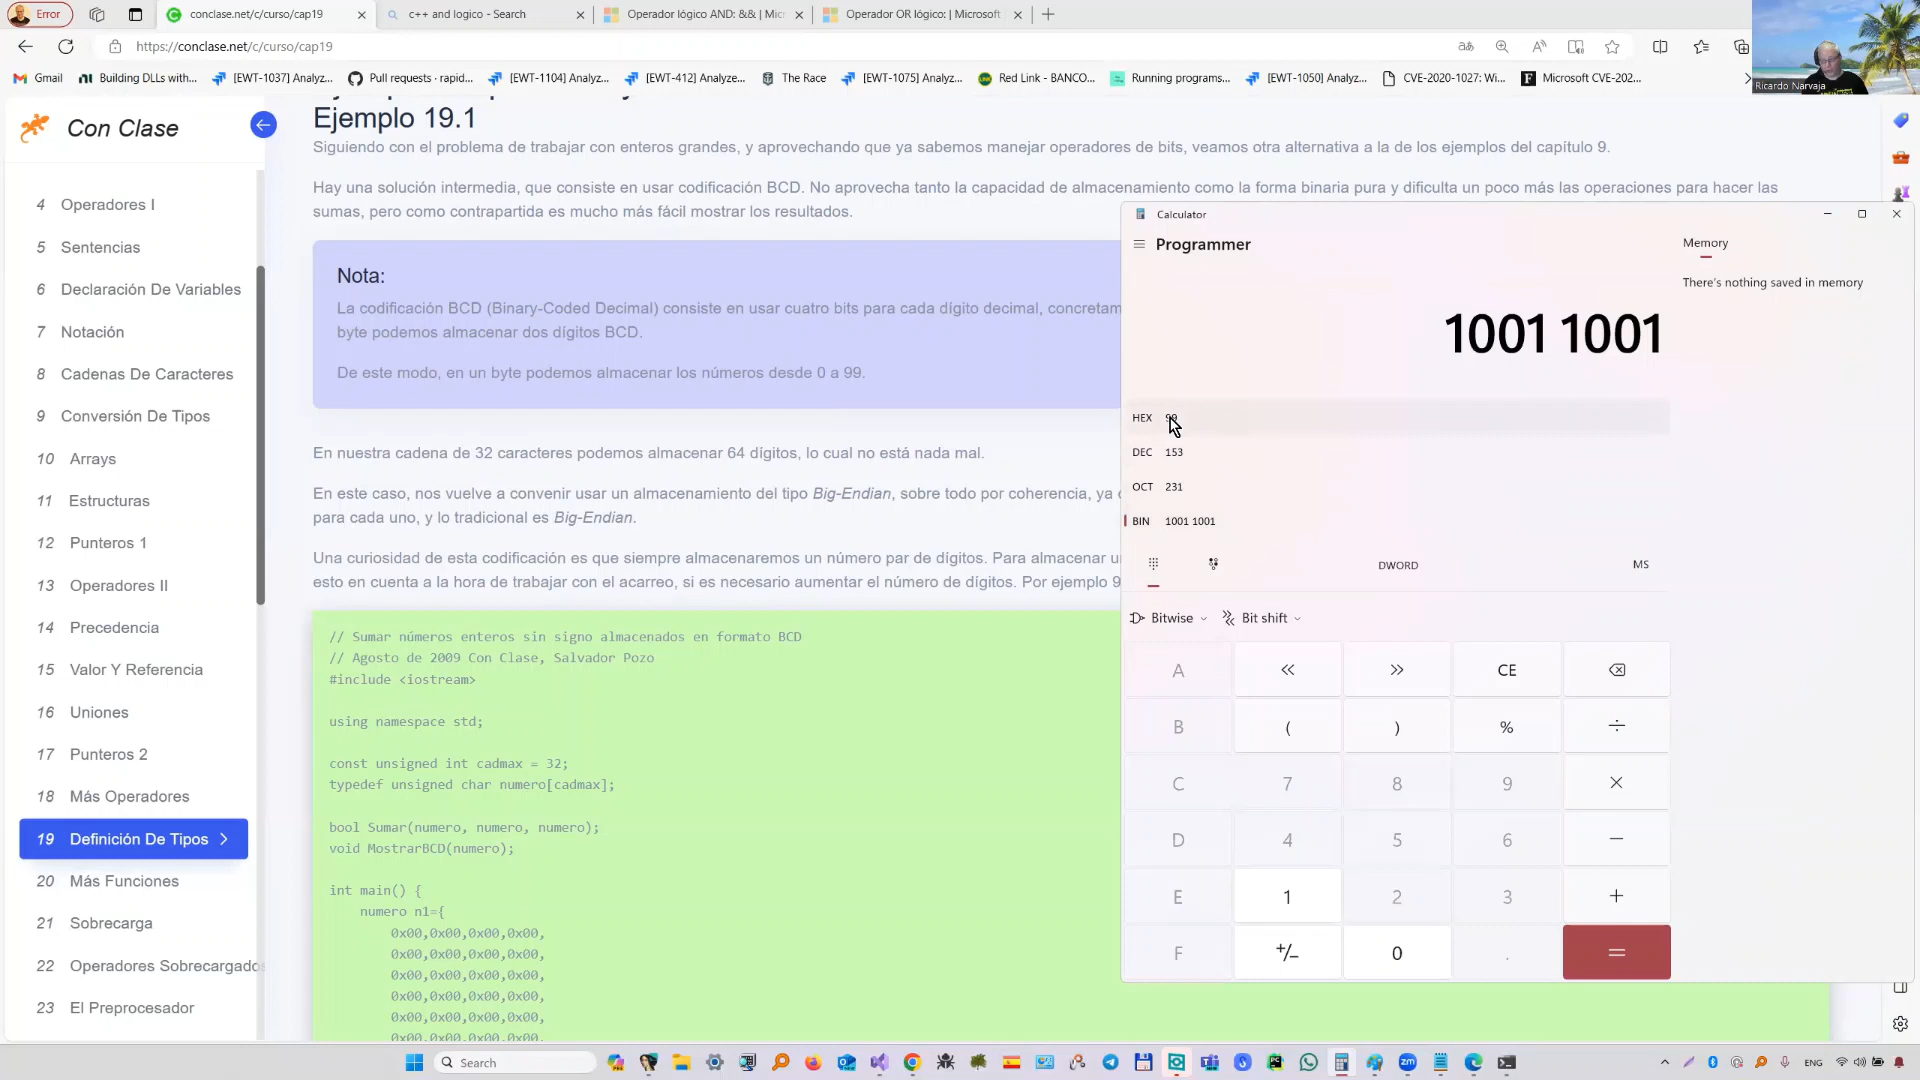 Error
conclase.net/c/curso/cap19
c++ and logico - Search
Operador lógico AND: && | Mic
Operador OR lógico: | Microsoft
https://conclase.net/c/curso/cap19
Gmail
Building DLLs with...
[EWT-1037] Analyz...
Pull requests · rapid...
[EWT-1104] Analyz...
[EWT-412] Analyze...
The Race
[EWT-1075] Analyz...
Red Link - BANCO...
Running programs...
[EWT-1050] Analyz...
CVE-2020-1027: Wi...
Microsoft CVE-202...
Ricardo Narvaja
Con Clase
4 Operadores I
5 Sentencias
6 Declaración De Variables
7 Notación
8 Cadenas De Caracteres
9 Conversión De Tipos
10 Arrays
11 Estructuras
12 Punteros 1
13 Operadores II
14 Precedencia
15 Valor Y Referencia
16 Uniones
17 Punteros 2
18 Más Operadores
19 Definición De Tipos
20 Más Funciones
21 Sobrecarga
22 Operadores Sobrecargados
23 El Preprocesador
Ejemplo 19.1
Siguiendo con el problema de trabajar con enteros grandes, y aprovechando que ya sabemos manejar operadores de bits, veamos otra alternativa a la de los ejemplos del capítulo 9.
Hay una solución intermedia, que consiste en usar codificación BCD. No aprovecha tanto la capacidad de almacenamiento como la forma binaria pura y dificulta un poco más las operaciones para hacer las
sumas, pero como contrapartida es mucho más fácil mostrar los resultados.
Nota:
La codificación BCD (Binary-Coded Decimal) consiste en usar cuatro bits para cada dígito decimal, concretam
byte podemos almacenar dos dígitos BCD.
De este modo, en un byte podemos almacenar los números desde 0 a 99.
En nuestra cadena de 32 caracteres podemos almacenar 64 dígitos, lo cual no está nada mal.
En este caso, nos vuelve a convenir usar un almacenamiento del tipo Big-Endian, sobre todo por coherencia, ya
para cada uno, y lo tradicional es Big-Endian.
Una curiosidad de esta codificación es que siempre almacenaremos un número par de dígitos. Para almacenar u
esto en cuenta a la hora de trabajar con el acarreo, si es necesario aumentar el número de dígitos. Por ejemplo 9
// Sumar números enteros sin signo almacenados en formato BCD
// Agosto de 2009 Con Clase, Salvador Pozo
#include <iostream>
using namespace std;
const unsigned int cadmax = 32;
typedef unsigned char numero[cadmax];
bool Sumar(numero, numero, numero);
void MostrarBCD(numero);
int main() {
numero n1={
0x00,0x00,0x00,0x00,
0x00,0x00,0x00,0x00,
0x00,0x00,0x00,0x00,
0x00,0x00,0x00,0x00,
0x00,0x00,0x00,0x00,
0x00,0x00,0x00,0x00,
Calculator
Programmer
Memory
There's nothing saved in memory
1001 1001
HEX 99
DEC 153
OCT 231
BIN 1001 1001
DWORD
MS
Bitwise
Bit shift
A « » CE
B ( ) % ÷
C 7 8 9 ×
D 4 5 6 −
E 1 2 3 +
F +/− 0 . =
Search
ENG